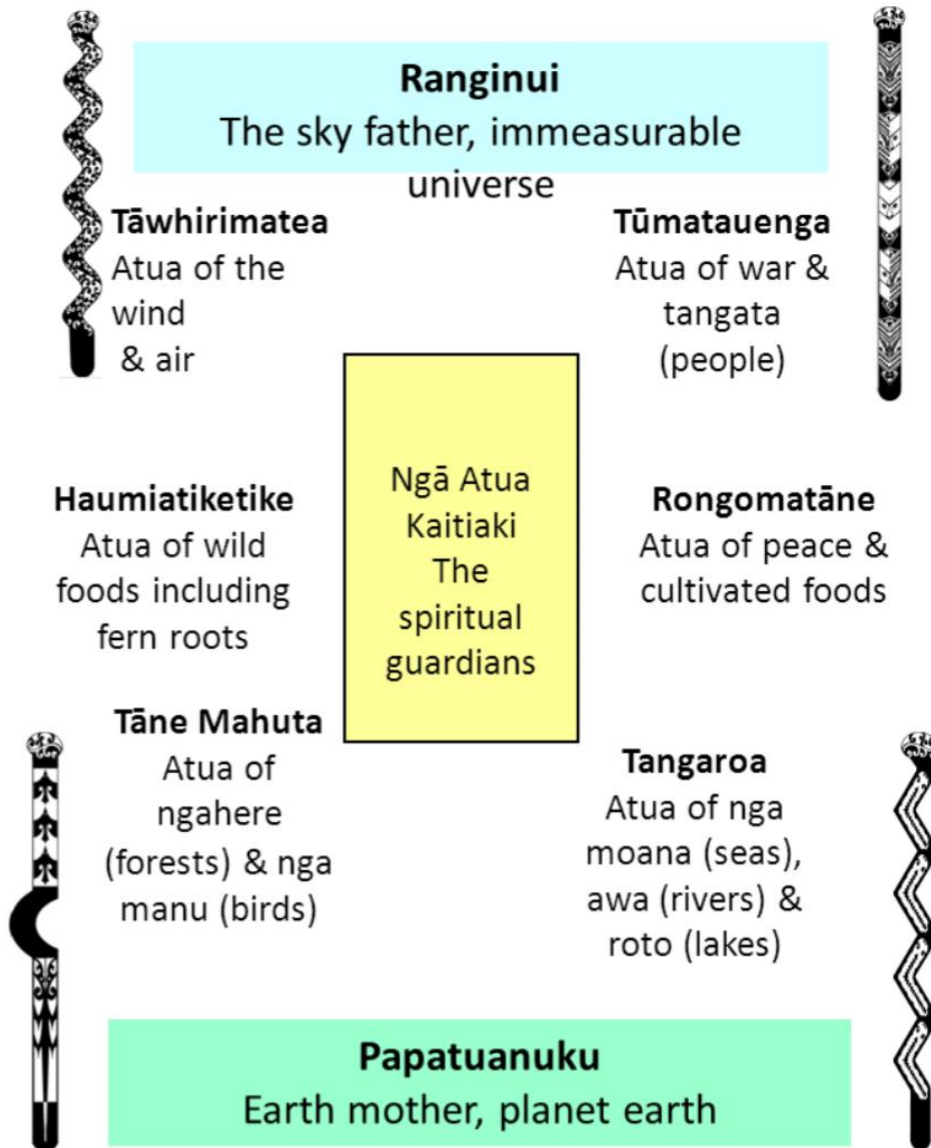 Ranginui
The sky father, immeasurable
universe
Tāwhirimatea
Atua of the
wind
& air
Tūmatauenga
Atua of war &
tangata
(people)
Haumiatiketike
Atua of wild
foods including
fern roots
Ngā Atua
Kaitiaki
The
spiritual
guardians
Rongomatāne
Atua of peace &
cultivated foods
Tāne Mahuta
Atua of
ngahere
(forests) & nga
manu (birds)
Tangaroa
Atua of nga
moana (seas),
awa (rivers) &
roto (lakes)
Papatuanuku
Earth mother, planet earth